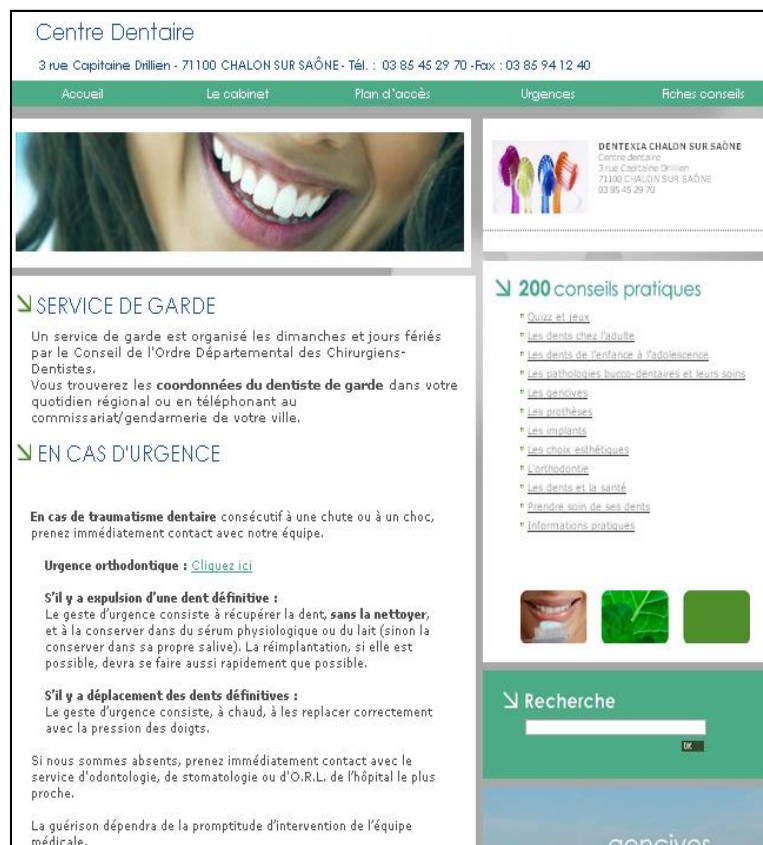 Centre Dentaire
3 rue Capitaine Drillien - 71100 CHALON SUR SAÔNE - Tél. : 03 85 45 29 70 -Fax : 03 85 94 12 40
Accueil Le cabinet Plan d'accès Urgences Fiches conseils
DENTEXIA CHALON SUR SAÔNE
Centre dentaire
3 rue Capitaine Drillien
71100 CHALON SUR SAÔNE
03 85 45 29 70
SERVICE DE GARDE
Un service de garde est organisé les dimanches et jours fériés
par le Conseil de l'Ordre Départemental des Chirurgiens-
Dentistes.
Vous trouverez les coordonnées du dentiste de garde dans votre
quotidien régional ou en téléphonant au
commissariat/gendarmerie de votre ville.
EN CAS D'URGENCE
En cas de traumatisme dentaire consécutif à une chute ou à un choc,
prenez immédiatement contact avec notre équipe.
Urgence orthodontique : Cliquez ici
S'il y a expulsion d'une dent définitive :
Le geste d'urgence consiste à récupérer la dent, sans la nettoyer,
et à la conserver dans du sérum physiologique ou du lait (sinon la
conserver dans sa propre salive). La réimplantation, si elle est
possible, devra se faire aussi rapidement que possible.
S'il y a déplacement des dents définitives :
Le geste d'urgence consiste, à chaud, à les replacer correctement
avec la pression des doigts.
Si nous sommes absents, prenez immédiatement contact avec le
service d'odontologie, de stomatologie ou d'O.R.L. de l'hôpital le plus
proche.
La guérison dépendra de la promptitude d'intervention de l'équipe
médicale.
200 conseils pratiques
Quizz et jeux
Les dents chez l'adulte
Les dents de l'enfance à l'adolescence
Les pathologies bucco-dentaires et leurs soins
Les gencives
Les prothèses
Les implants
Les choix esthétiques
L'orthodontie
Les dents et la santé
Prendre soin de ses dents
Informations pratiques
Recherche
OK
gencives